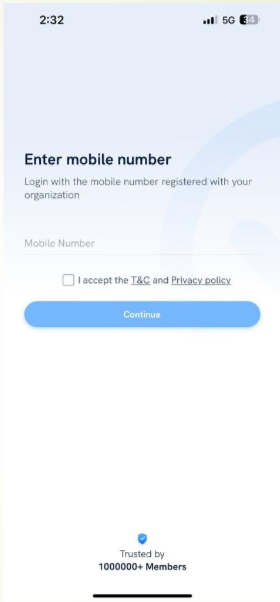 2:32
5G 34
Enter mobile number
Login with the mobile number registered with your
organization
Mobile Number
I accept the T&C and Privacy policy
Continue
Trusted by
1000000+ Members